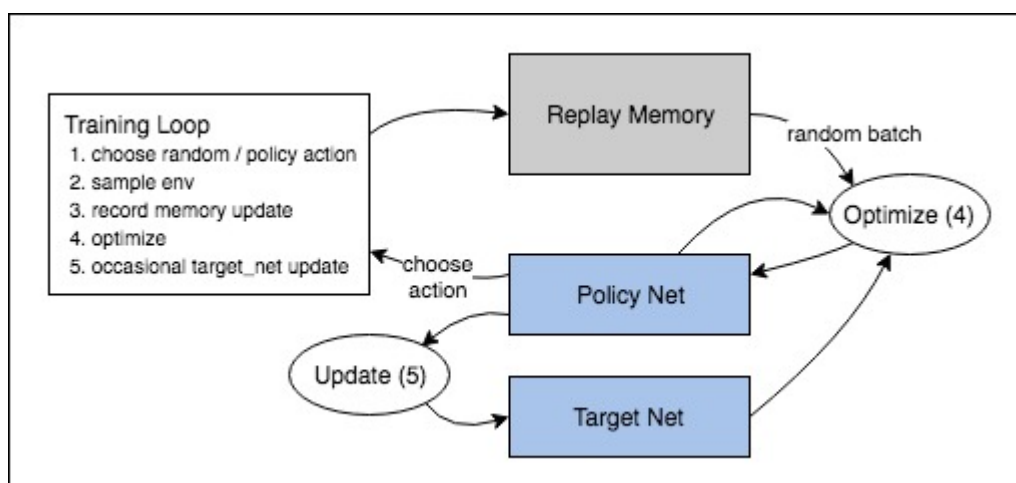 Training Loop
1. choose random / policy action
2. sample env
3. record memory update
4. optimize
5. occasional target_net update
Replay Memory
random batch
Optimize (4)
choose
action
Policy Net
Update (5)
Target Net